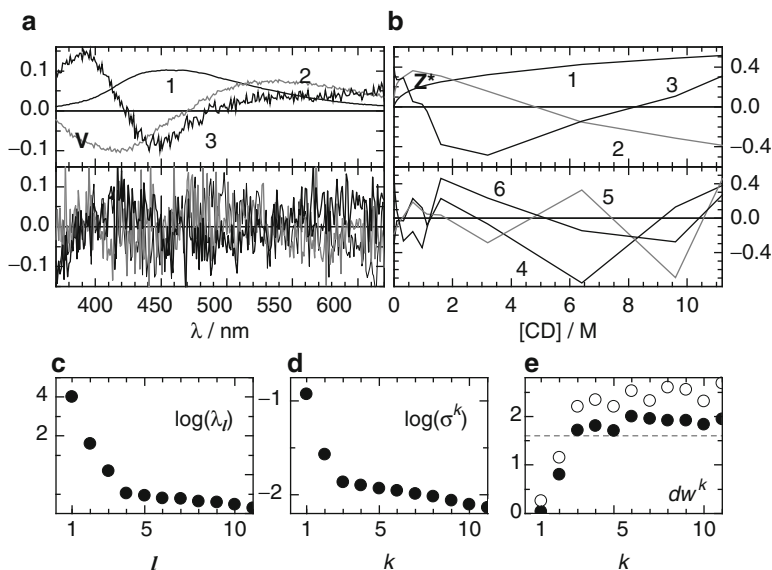 a
b
0.1
0.0
−0.1
1
2
3
V
Z*
1
3
2
0.4
0.0
−0.4
0.1
0.0
−0.1
6
5
4
0.4
0.0
−0.4
400 450 500 550 600
λ / nm
0 2 4 6 8 10
[CD] / M
c
d
e
4
2
log(λl)
1 5 10
l
−1
−2
log(σᵏ)
1 5 10
k
2
1
0
dwᵏ
1 5 10
k